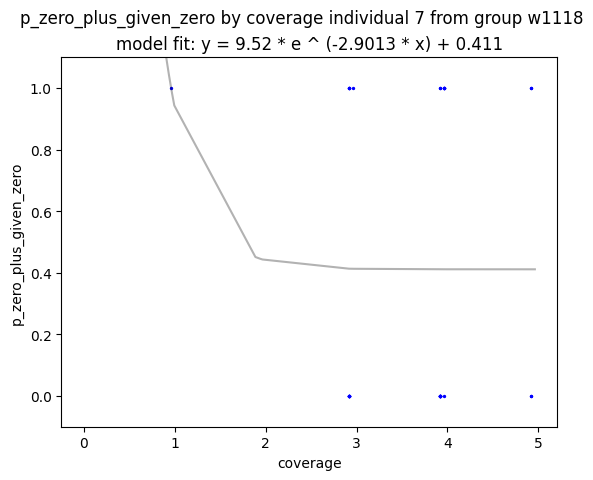 p_zero_plus_given_zero by coverage individual 7 from group w1118
model fit: y = 9.52 * e ^ (-2.9013 * x) + 0.411
p_zero_plus_given_zero
1.0
0.8
0.6
0.4
0.2
0.0
0 1 2 3 4 5
coverage